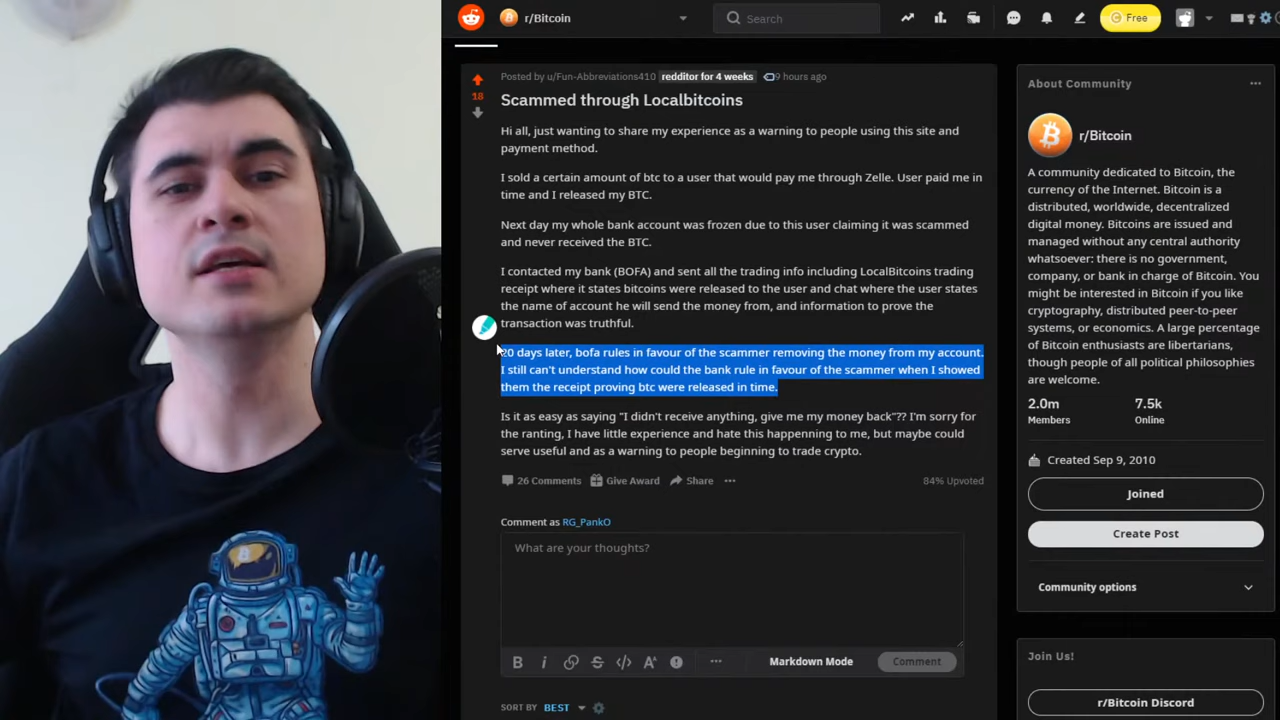 r/Bitcoin
Search
Free
Posted by u/Fun-Abbreviations410 redditor for 4 weeks 9 hours ago
18
Scammed through Localbitcoins
Hi all, just wanting to share my experience as a warning to people using this site and
payment method.
I sold a certain amount of btc to a user that would pay me through Zelle. User paid me in
time and I released my BTC.
Next day my whole bank account was frozen due to this user claiming it was scammed
and never received the BTC.
I contacted my bank (BOFA) and sent all the trading info including LocalBitcoins trading
receipt where it states bitcoins were released to the user and chat where the user states
the name of account he will send the money from, and information to prove the
transaction was truthful.
20 days later, bofa rules in favour of the scammer removing the money from my account.
I still can't understand how could the bank rule in favour of the scammer when I showed
them the receipt proving btc were released in time.
Is it as easy as saying "I didn't receive anything, give me my money back"?? I'm sorry for
the ranting, I have little experience and hate this happenning to me, but maybe could
serve useful and as a warning to people beginning to trade crypto.
26 Comments Give Award Share ... 84% Upvoted
Comment as RG_PankO
What are your thoughts?
B i Markdown Mode Comment
SORT BY BEST
About Community
r/Bitcoin
A community dedicated to Bitcoin, the
currency of the Internet. Bitcoin is a
distributed, worldwide, decentralized
digital money. Bitcoins are issued and
managed without any central authority
whatsoever: there is no government,
company, or bank in charge of Bitcoin. You
might be interested in Bitcoin if you like
cryptography, distributed peer-to-peer
systems, or economics. A large percentage
of Bitcoin enthusiasts are libertarians,
though people of all political philosophies
are welcome.
2.0m 7.5k
Members Online
Created Sep 9, 2010
Joined
Create Post
Community options
Join Us!
r/Bitcoin Discord